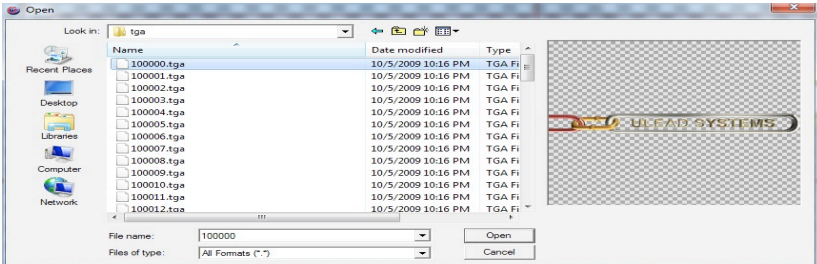 Open
Look in: tga
Name Date modified Type
100000.tga 10/5/2009 10:16 PM TGA Fi
100001.tga 10/5/2009 10:16 PM TGA Fi
100002.tga 10/5/2009 10:16 PM TGA Fi
100003.tga 10/5/2009 10:16 PM TGA Fi
100004.tga 10/5/2009 10:16 PM TGA Fi
100005.tga 10/5/2009 10:16 PM TGA Fi
100006.tga 10/5/2009 10:16 PM TGA Fi
100007.tga 10/5/2009 10:16 PM TGA Fi
100008.tga 10/5/2009 10:16 PM TGA Fi
100009.tga 10/5/2009 10:16 PM TGA Fi
100010.tga 10/5/2009 10:16 PM TGA Fi
100011.tga 10/5/2009 10:16 PM TGA Fi
100012.tga 10/5/2009 10:16 PM TGA Fi
Recent Places
Desktop
Libraries
Computer
Network
ULEAD SYSTEMS
File name: 100000 Open
Files of type: All Formats (*.*) Cancel